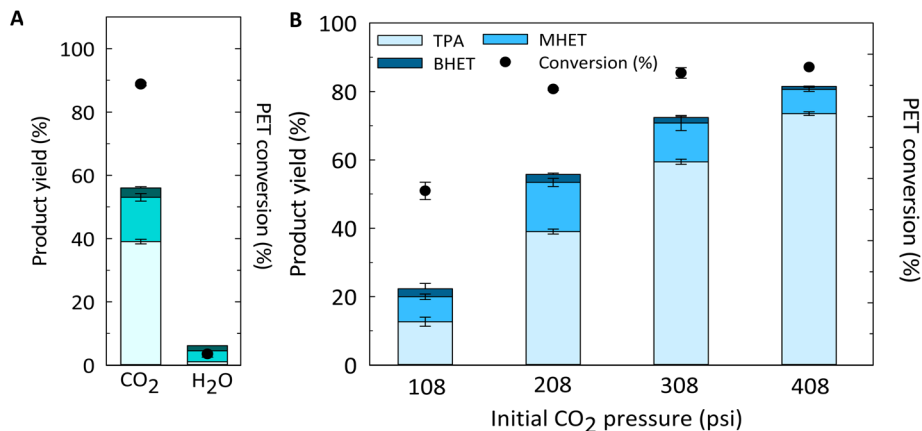 A
Product yield (%)
100
80
60
40
20
0
CO2
H2O
PET conversion (%)
B
Product yield (%)
100
80
60
40
20
0
TPA
MHET
BHET
Conversion (%)
108
208
308
408
Initial CO2 pressure (psi)
PET conversion (%)